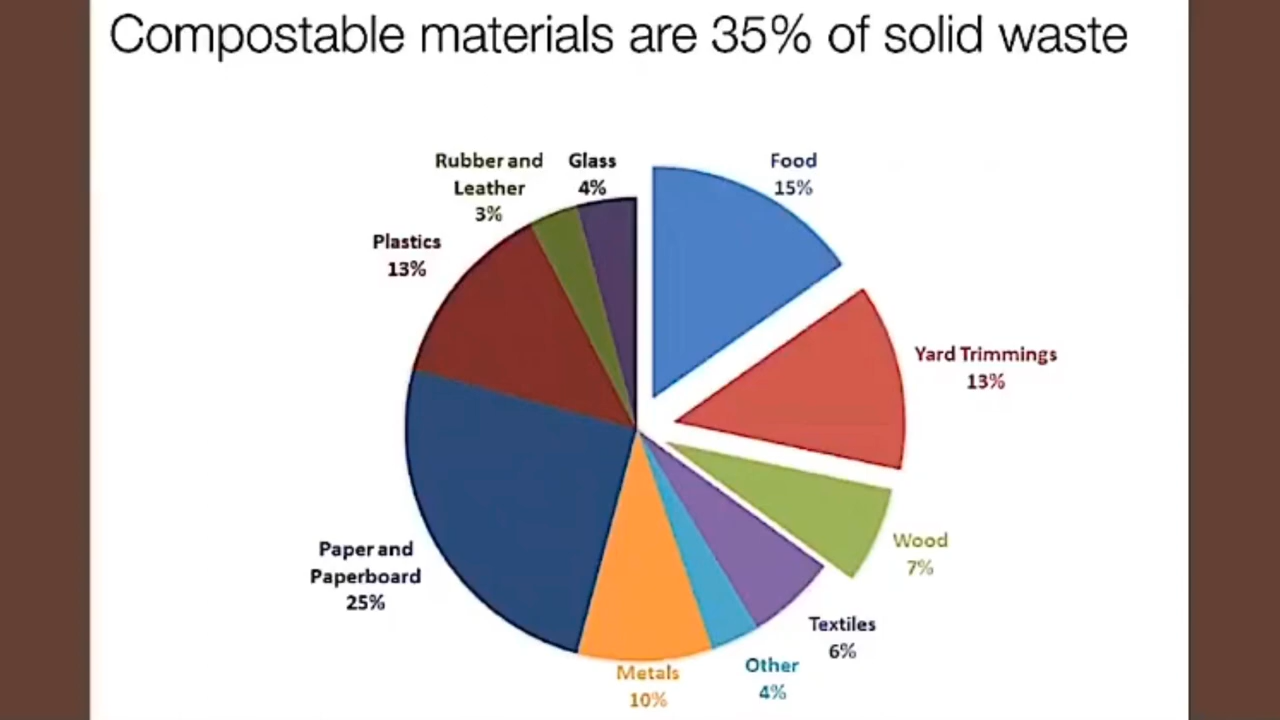 Compostable materials are 35% of solid waste
Rubber and
Leather
3%
Glass
4%
Food
15%
Plastics
13%
Yard Trimmings
13%
Wood
7%
Paper and
Paperboard
25%
Textiles
6%
Other
4%
Metals
10%